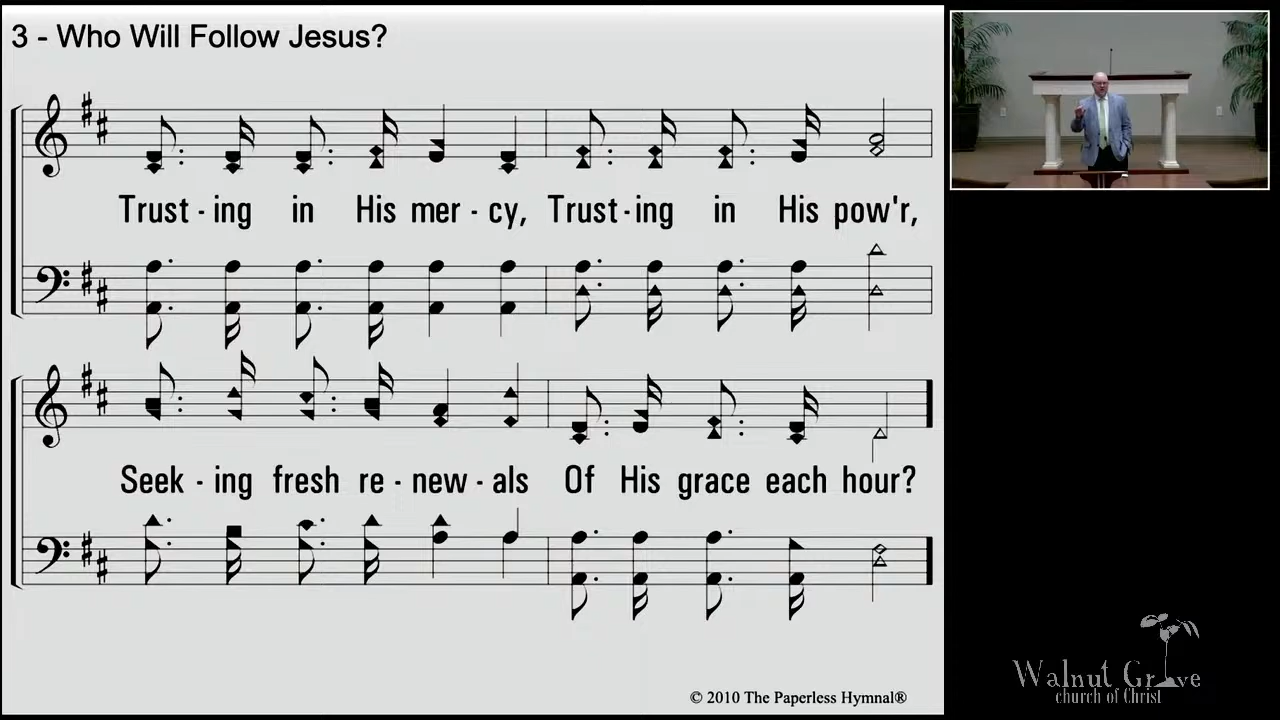 3 - Who Will Follow Jesus?
Trust - ing in His mer - cy, Trust - ing in His pow'r,
Seek - ing fresh re - new - als Of His grace each hour?
© 2010 The Paperless Hymnal®
Walnut Grove
church of Christ